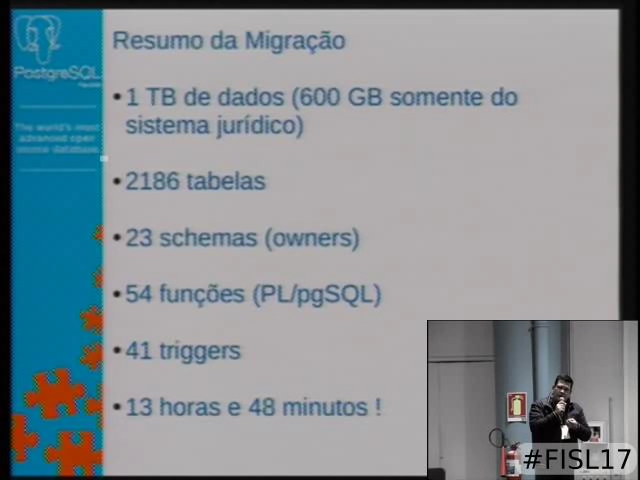 PostgreSQL
The world's most
advanced open
source database
Resumo da Migração
• 1 TB de dados (600 GB somente do
sistema jurídico)
• 2186 tabelas
• 23 schemas (owners)
• 54 funções (PL/pgSQL)
• 41 triggers
• 13 horas e 48 minutos !
#FISL17